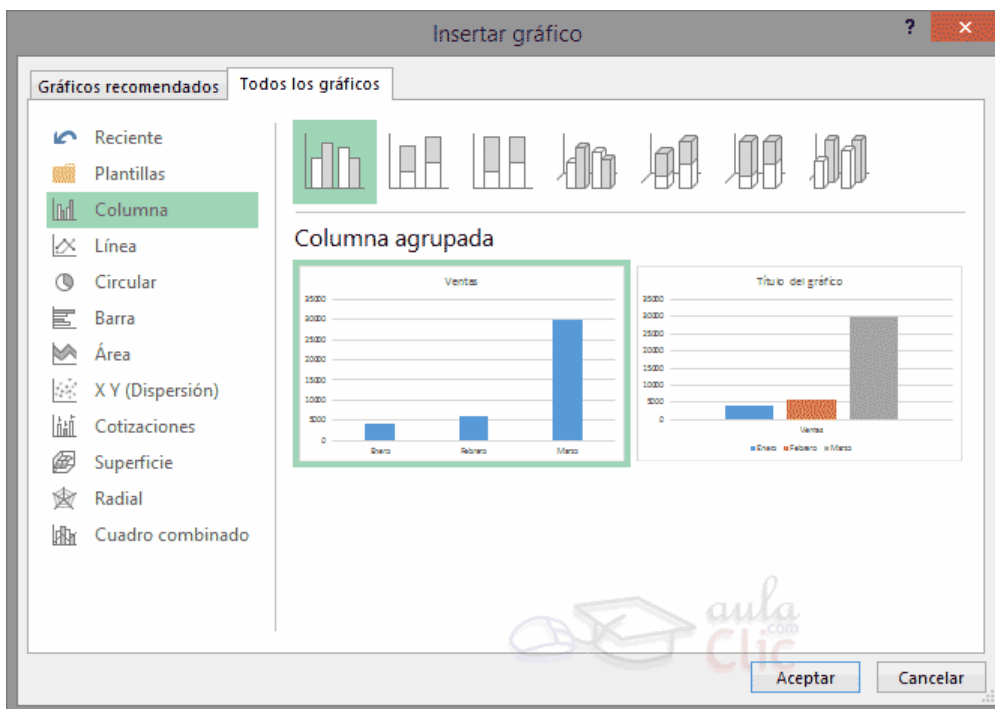 Insertar gráfico
?
Gráficos recomendados
Todos los gráficos
Reciente
Plantillas
Columna
Línea
Circular
Barra
Área
X Y (Dispersión)
Cotizaciones
Superficie
Radial
Cuadro combinado
Columna agrupada
Ventas
35000
30000
25000
20000
15000
10000
5000
0
Enero Febrero Marzo
Título del gráfico
35000
30000
25000
20000
15000
10000
5000
0
Ventas
Enero Febrero Marzo
aula
.com
Clic
Aceptar
Cancelar